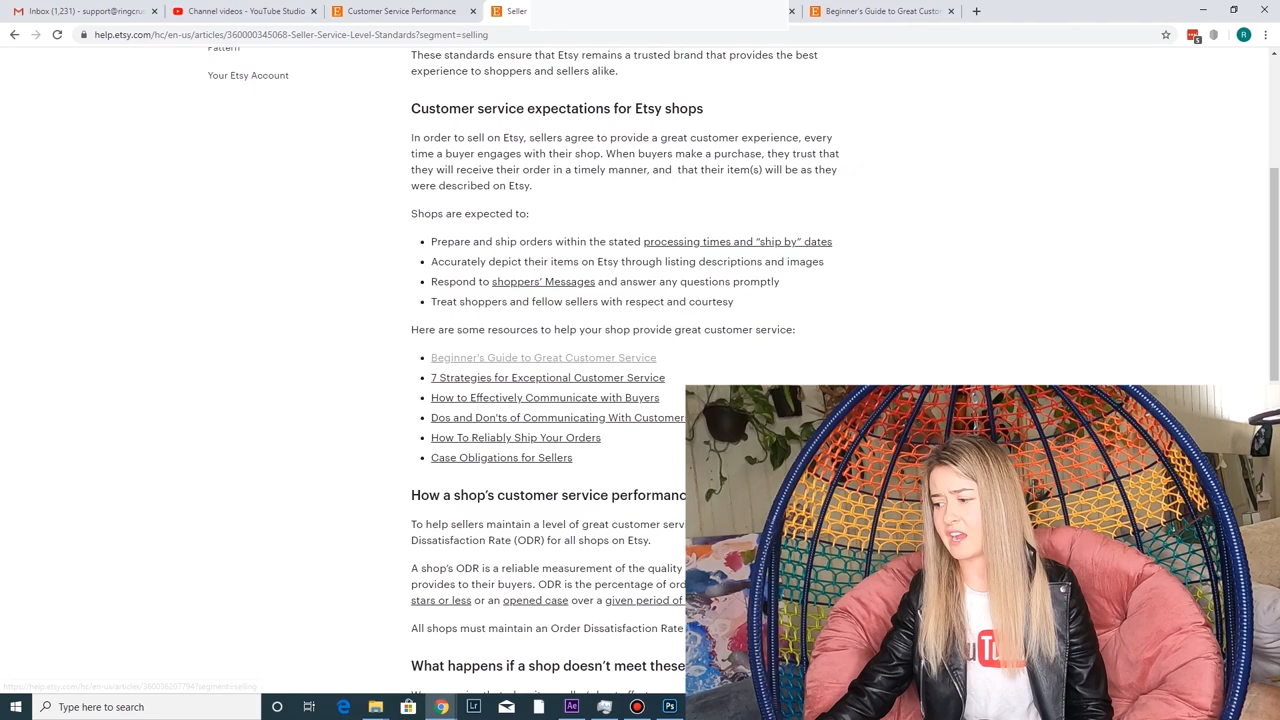 Inbox (1,231) - support@ringcru
Channel videos - YouTube Studio
Customer Service Performance
Seller
Beginner's Guide to Great Custo
help.etsy.com/hc/en-us/articles/360000345068-Seller-Service-Level-Standards?segment=selling
Pattern
Your Etsy Account
These standards ensure that Etsy remains a trusted brand that provides the best
experience to shoppers and sellers alike.
Customer service expectations for Etsy shops
In order to sell on Etsy, sellers agree to provide a great customer experience, every
time a buyer engages with their shop. When buyers make a purchase, they trust that
they will receive their order in a timely manner, and that their item(s) will be as they
were described on Etsy.
Shops are expected to:
Prepare and ship orders within the stated processing times and “ship by” dates
Accurately depict their items on Etsy through listing descriptions and images
Respond to shoppers’ Messages and answer any questions promptly
Treat shoppers and fellow sellers with respect and courtesy
Here are some resources to help your shop provide great customer service:
Beginner's Guide to Great Customer Service
7 Strategies for Exceptional Customer Service
How to Effectively Communicate with Buyers
Dos and Don'ts of Communicating With Customer
How To Reliably Ship Your Orders
Case Obligations for Sellers
How a shop’s customer service performanc
To help sellers maintain a level of great customer serv
Dissatisfaction Rate (ODR) for all shops on Etsy.
A shop’s ODR is a reliable measurement of the quality
provides to their buyers. ODR is the percentage of ord
stars or less or an opened case over a given period of
All shops must maintain an Order Dissatisfaction Rate
What happens if a shop doesn’t meet these
https://help.etsy.com/hc/en-us/articles/360036207794?segment=selling
Type here to search